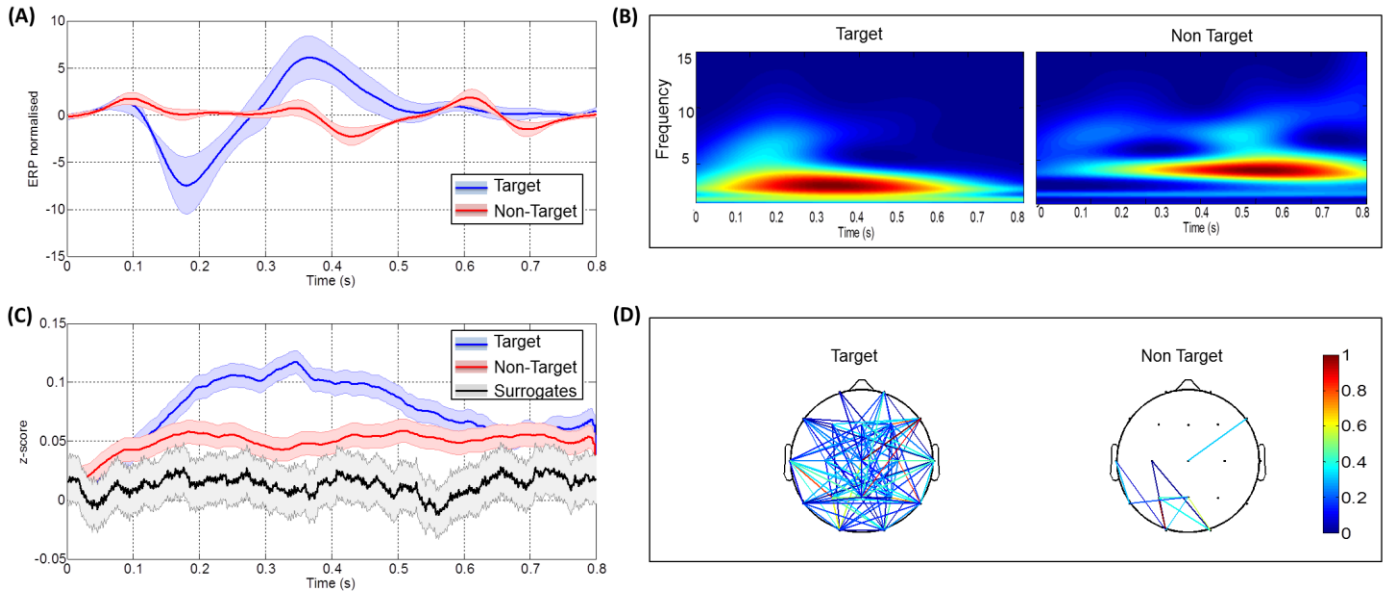 (A)
10
5
0
-5
-10
-15
ERP normalised
Target
Non-Target
0 0.1 0.2 0.3 0.4 0.5 0.6 0.7 0.8
Time (s)
(B)
Target
Non Target
15
10
5
Frequency
0 0.1 0.2 0.3 0.4 0.5 0.6 0.7 0.8
Time (s)
0 0.1 0.2 0.3 0.4 0.5 0.6 0.7 0.8
Time (s)
(C)
0.15
0.1
0.05
0
-0.05
z-score
Target
Non-Target
Surrogates
0 0.1 0.2 0.3 0.4 0.5 0.6 0.7 0.8
Time (s)
(D)
Target
Non Target
1
0.8
0.6
0.4
0.2
0